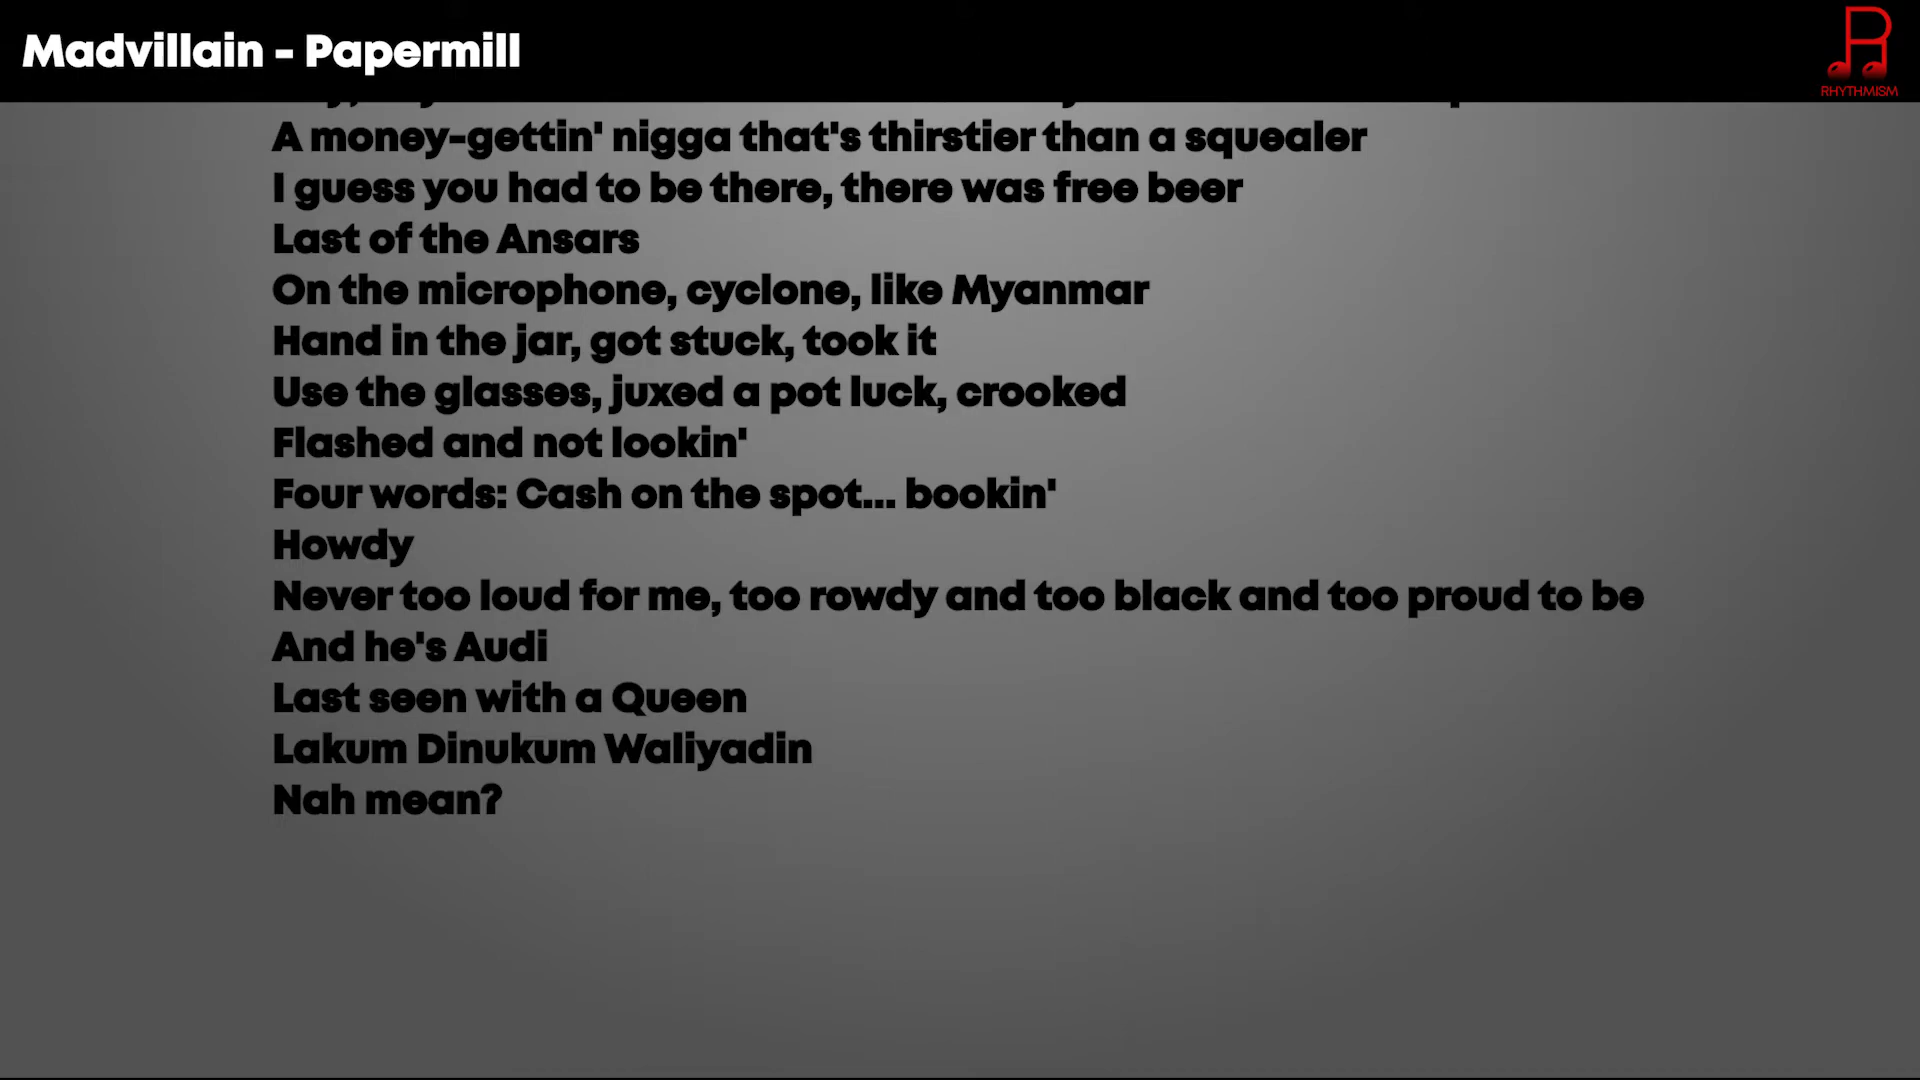 Madvillain - Papermill
RHYTHMISM
A money-gettin' nigga that's thirstier than a squealer
I guess you had to be there, there was free beer
Last of the Ansars
On the microphone, cyclone, like Myanmar
Hand in the jar, got stuck, took it
Use the glasses, juxed a pot luck, crooked
Flashed and not lookin'
Four words: Cash on the spot... bookin'
Howdy
Never too loud for me, too rowdy and too black and too proud to be
And he's Audi
Last seen with a Queen
Lakum Dinukum Waliyadin
Nah mean?